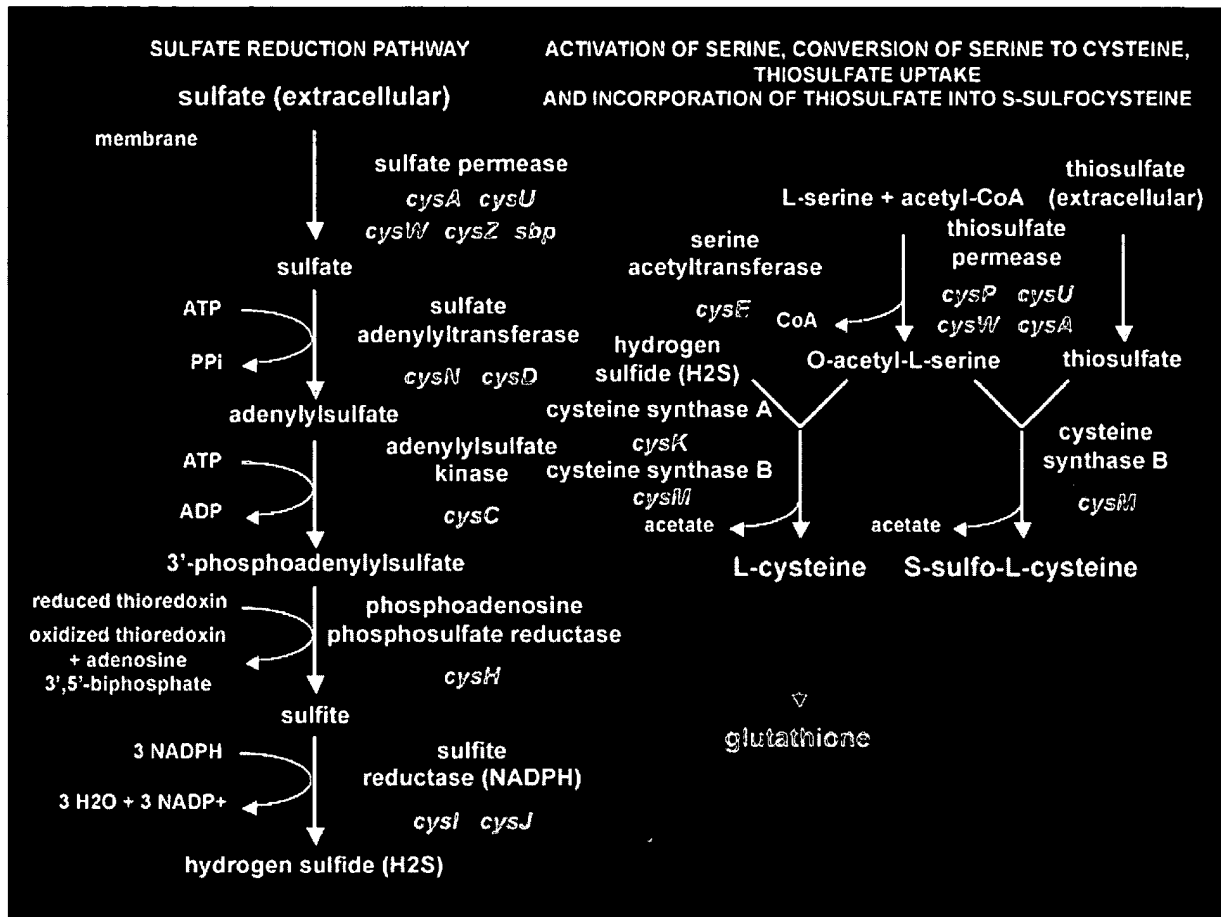 SULFATE REDUCTION PATHWAY
sulfate (extracellular)
membrane
sulfate permease
cysA cysU
cysW cysZ sbp
sulfate
ATP
PPi
sulfate
adenylyltransferase
cysN cysD
adenylylsulfate
ATP
ADP
adenylylsulfate
kinase
cysC
3'-phosphoadenylylsulfate
reduced thioredoxin
oxidized thioredoxin
+ adenosine
3',5'-biphosphate
phosphoadenosine
phosphosulfate reductase
cysH
sulfite
3 NADPH
3 H2O + 3 NADP+
sulfite
reductase (NADPH)
cysI cysJ
hydrogen sulfide (H2S)
ACTIVATION OF SERINE, CONVERSION OF SERINE TO CYSTEINE,
THIOSULFATE UPTAKE
AND INCORPORATION OF THIOSULFATE INTO S-SULFOCYSTEINE
L-serine + acetyl-CoA
thiosulfate
(extracellular)
serine
acetyltransferase
cysE
CoA
thiosulfate
permease
cysP cysU
cysW cysA
hydrogen
sulfide (H2S)
O-acetyl-L-serine
thiosulfate
cysteine synthase A
cysK
cysteine synthase B
cysM
acetate
L-cysteine
cysteine
synthase B
cysM
acetate
S-sulfo-L-cysteine
glutathione